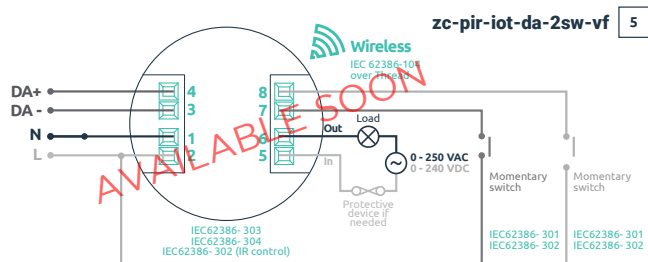 zc-pir-iot-da-2sw-vf 5
Wireless
IEC 62386-104
over Thread
DA+
DA -
N
L
4
3
1
2
8
7
6
5
Out
In
Load
0 - 250 VAC
0 - 240 VDC
Protective
device if
needed
Momentary
switch
Momentary
switch
IEC62386- 301
IEC62386- 302
IEC62386- 301
IEC62386- 302
IEC62386- 303
IEC62386- 304
IEC62386- 302 (IR control)
AVAILABLE SOON